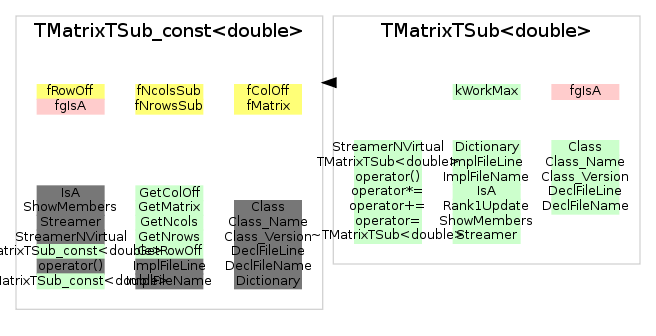 TMatrixTSub_const<double>
fRowOff
fgIsA
fNcolsSub
fNrowsSub
fColOff
fMatrix
IsA
ShowMembers
Streamer
StreamerNVirtual
atrixTSub_const<double>
operator()
MatrixTSub_const<double>
GetColOff
GetMatrix
GetNcols
GetNrows
GetRowOff
ImplFileLine
ImplFileName
Class
Class_Name
Class_Version
DeclFileLine
DeclFileName
Dictionary
TMatrixTSub<double>
kWorkMax
fgIsA
StreamerNVirtual
TMatrixTSub<double>
operator()
operator*=
operator+=
operator=
~TMatrixTSub<double>
Dictionary
ImplFileLine
ImplFileName
IsA
Rank1Update
ShowMembers
Streamer
Class
Class_Name
Class_Version
DeclFileLine
DeclFileName